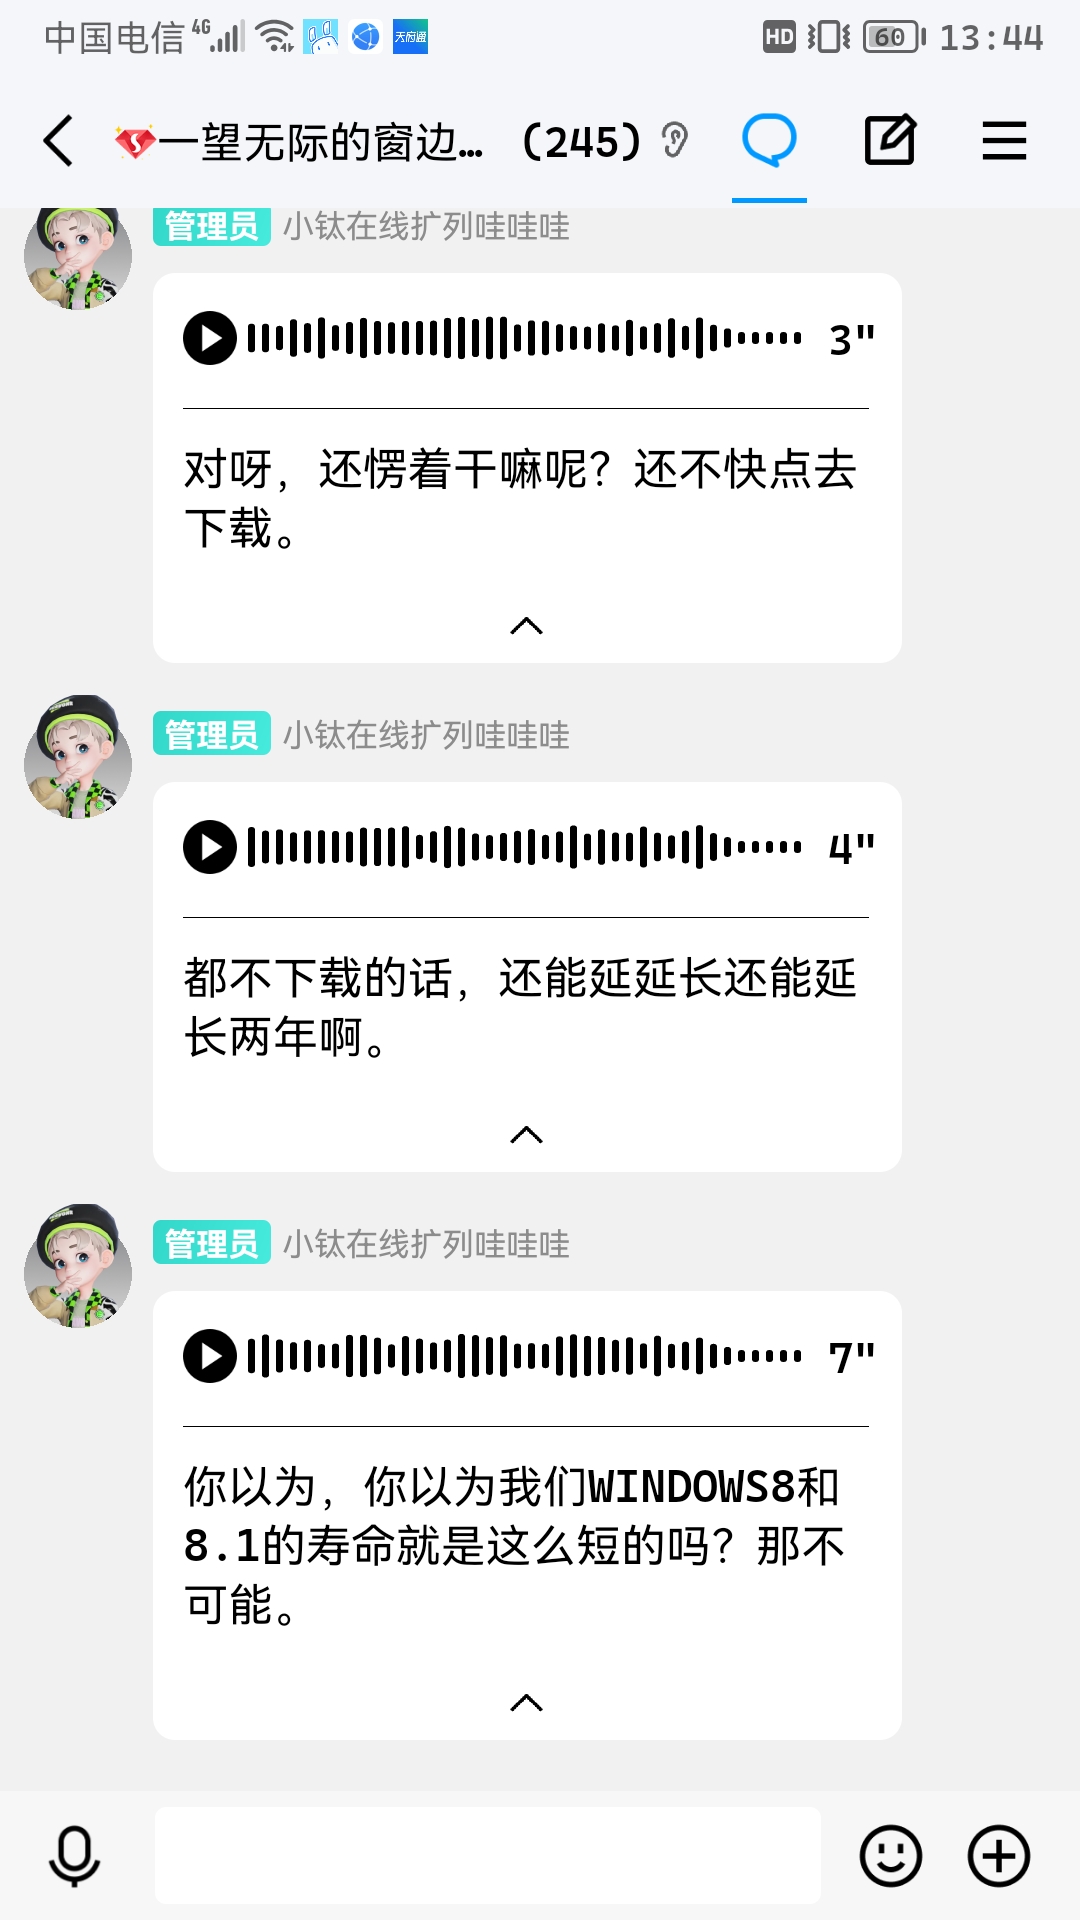 中国电信 4G 天府通 HD 60 13:44
一望无际的窗边... (245)
管理员 小钛在线扩列哇哇哇
3"
对呀，还愣着干嘛呢？还不快点去
下载。
管理员 小钛在线扩列哇哇哇
4"
都不下载的话，还能延延长还能延
长两年啊。
管理员 小钛在线扩列哇哇哇
7"
你以为，你以为我们WINDOWS8和
8.1的寿命就是这么短的吗？那不
可能。